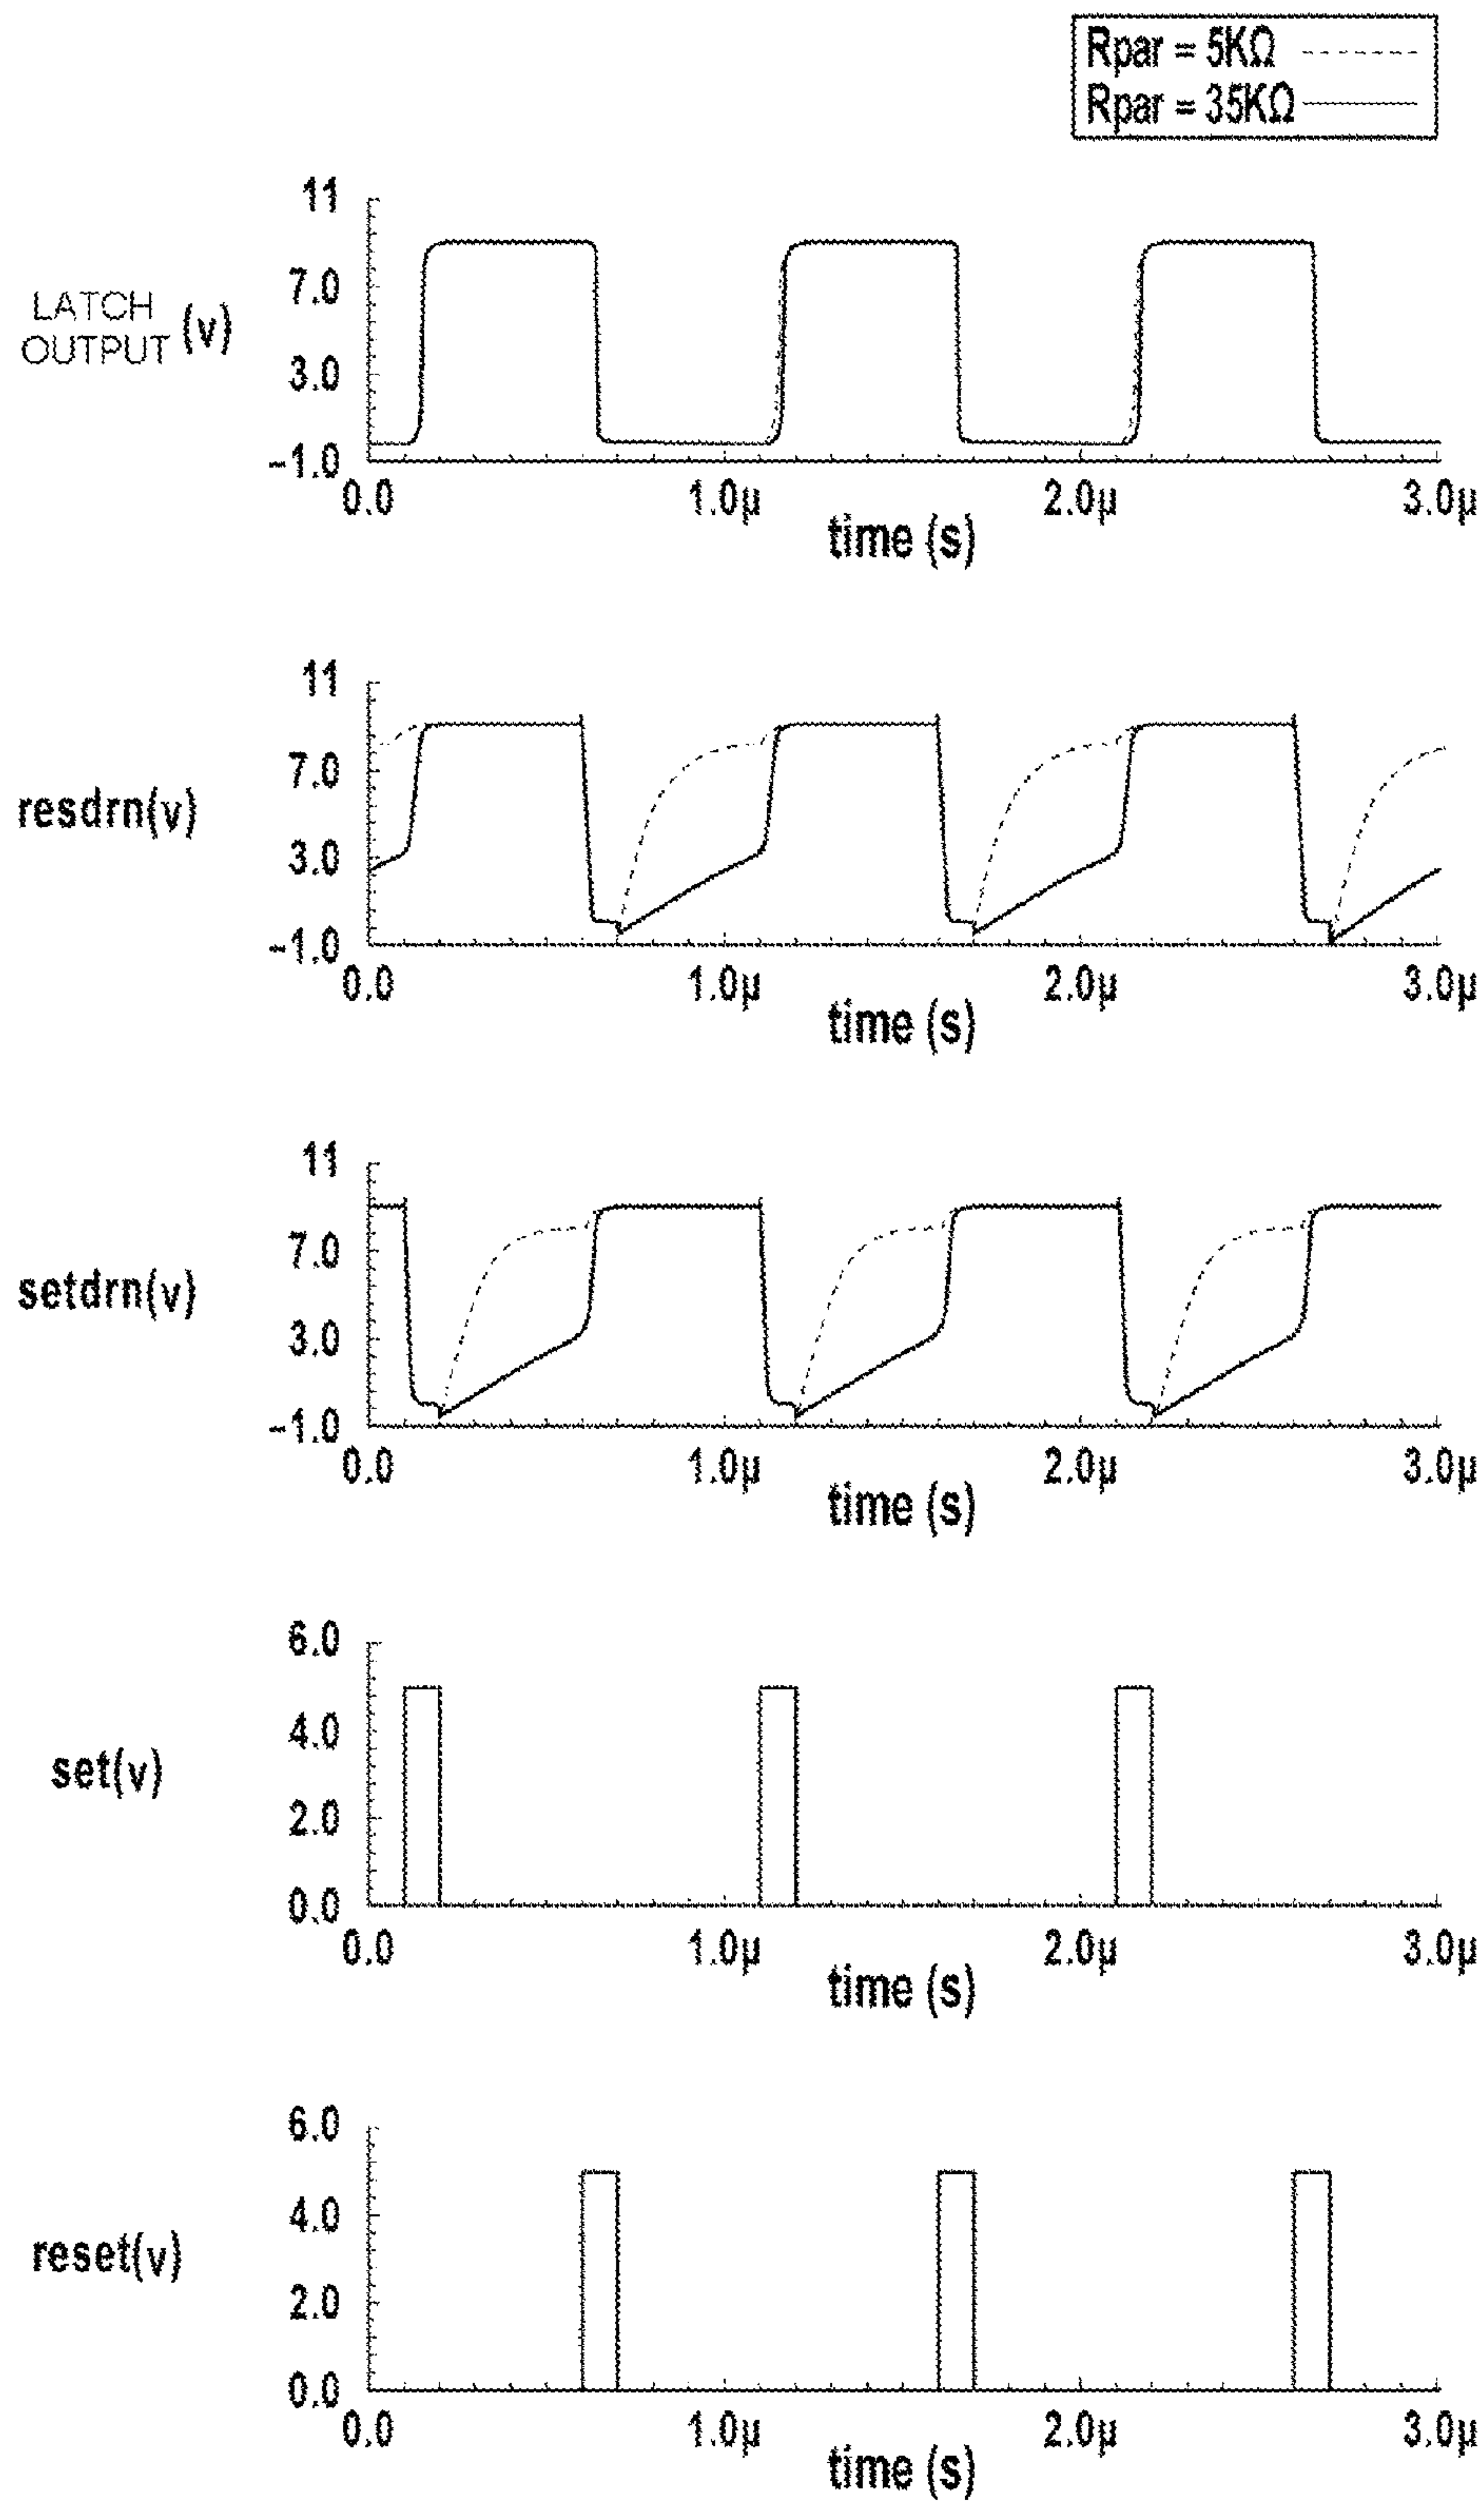 Rpar = 5KΩ
Rpar = 35KΩ
11
7.0
3.0
-1.0
LATCH
OUTPUT (v)
0.0 1.0µ 2.0µ 3.0µ
time (s)
11
7.0
3.0
-1.0
resdrn(v)
0.0 1.0µ 2.0µ 3.0µ
time (s)
11
7.0
3.0
-1.0
setdrn(v)
0.0 1.0µ 2.0µ 3.0µ
time (s)
6.0
4.0
2.0
0.0
set(v)
0.0 1.0µ 2.0µ 3.0µ
time (s)
6.0
4.0
2.0
0.0
reset(v)
0.0 1.0µ 2.0µ 3.0µ
time (s)